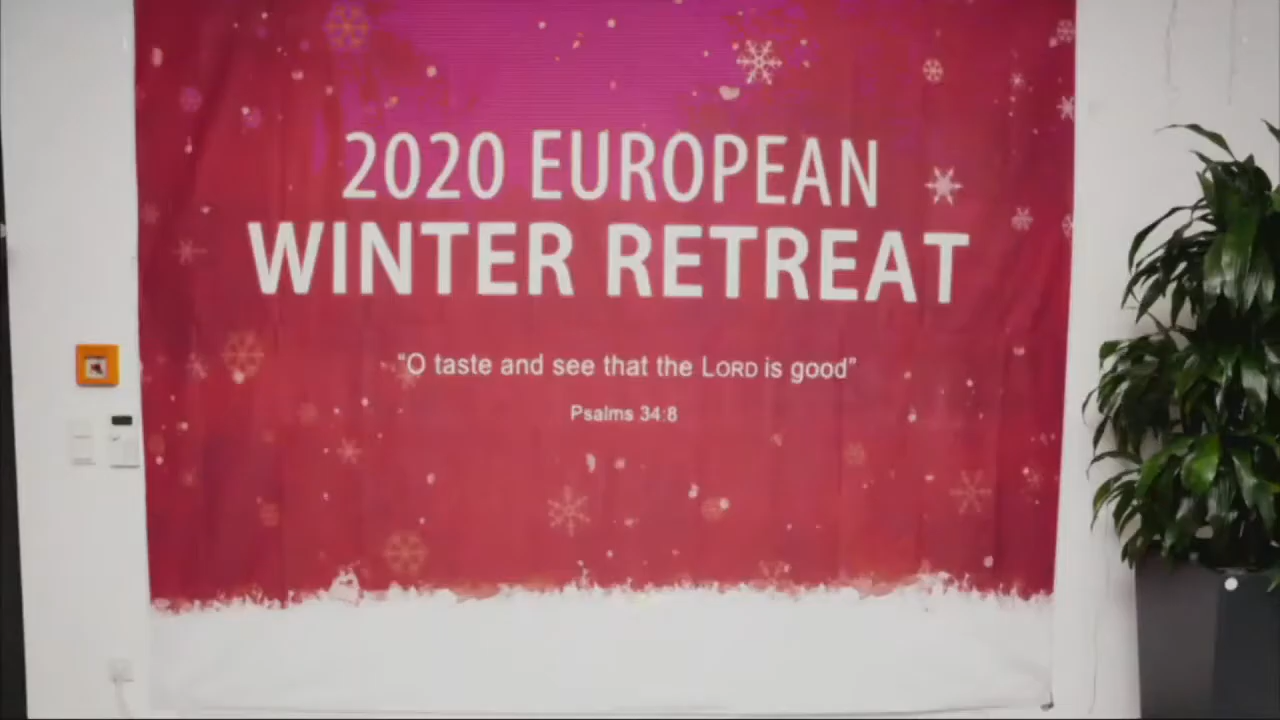 2020 EUROPEAN
WINTER RETREAT
“O taste and see that the LORD is good”
Psalms 34:8